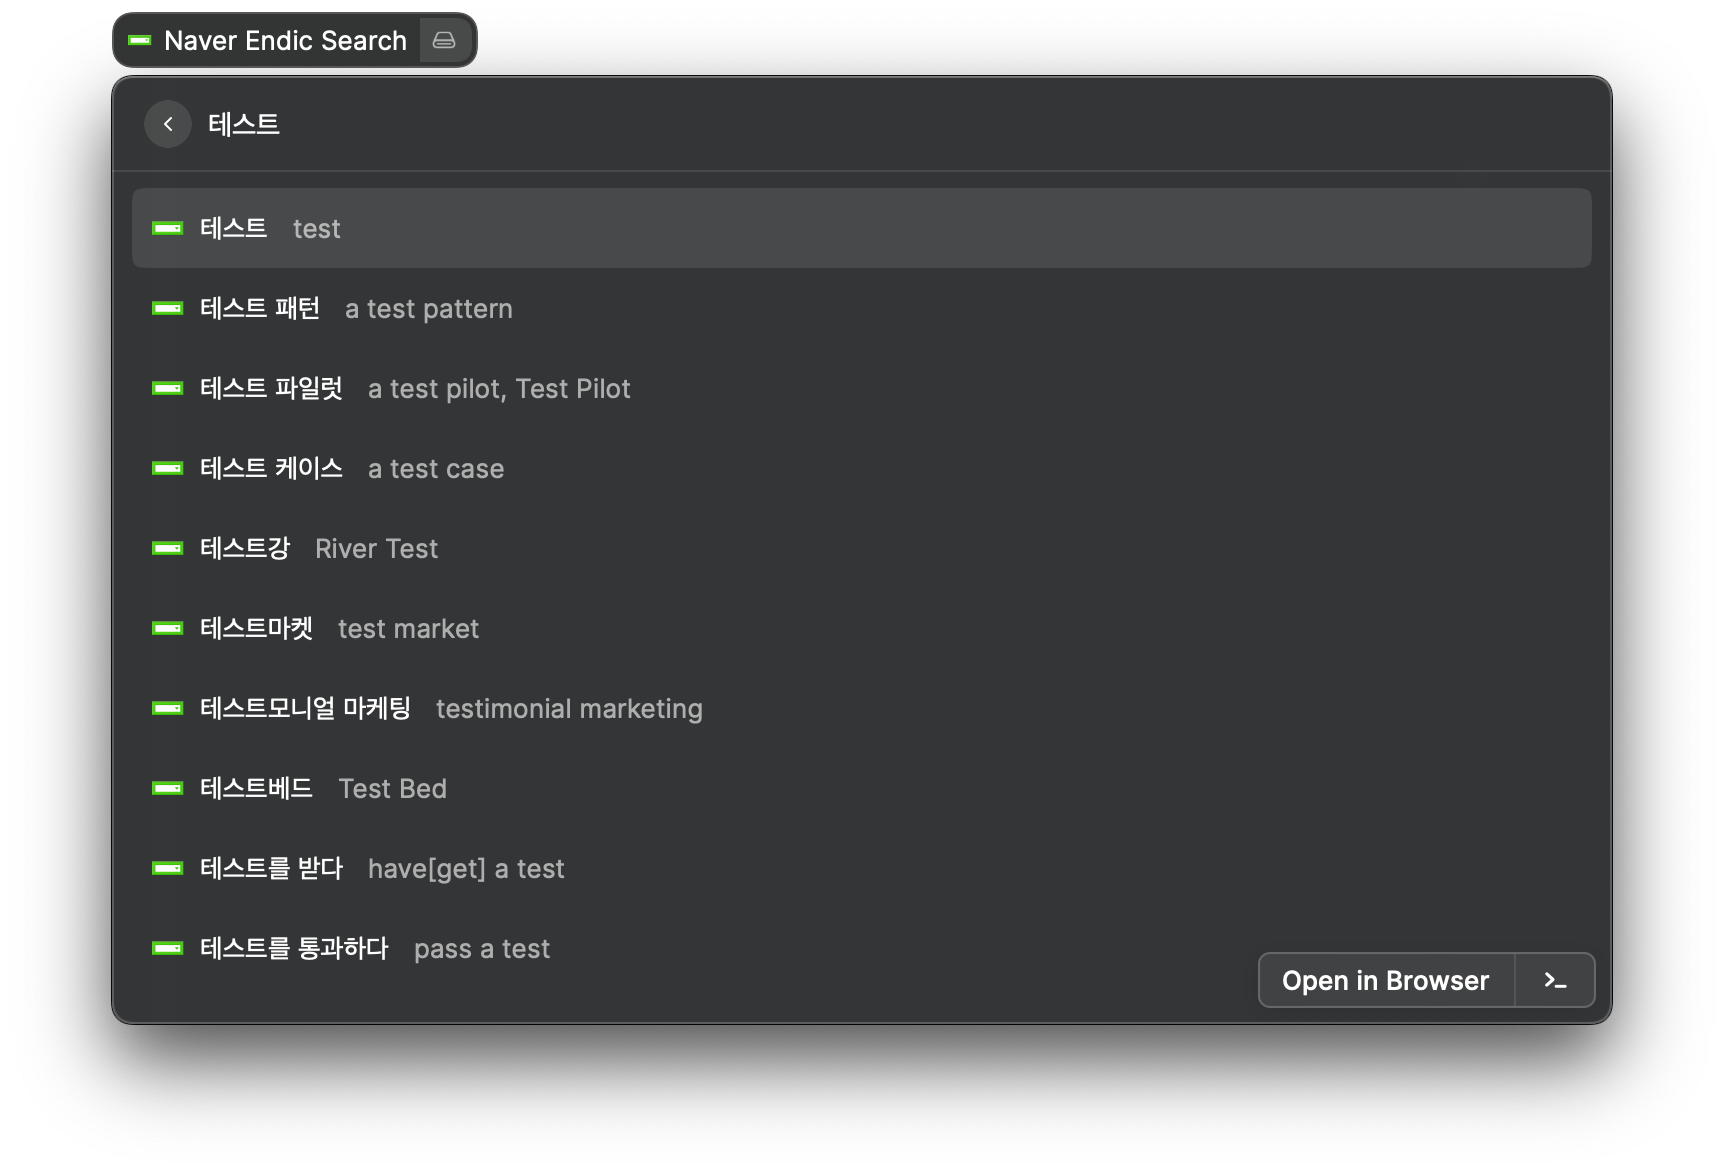 Naver Endic Search
테스트
테스트 test
테스트 패턴 a test pattern
테스트 파일럿 a test pilot, Test Pilot
테스트 케이스 a test case
테스트강 River Test
테스트마켓 test market
테스트모니얼 마케팅 testimonial marketing
테스트베드 Test Bed
테스트를 받다 have[get] a test
테스트를 통과하다 pass a test
Open in Browser